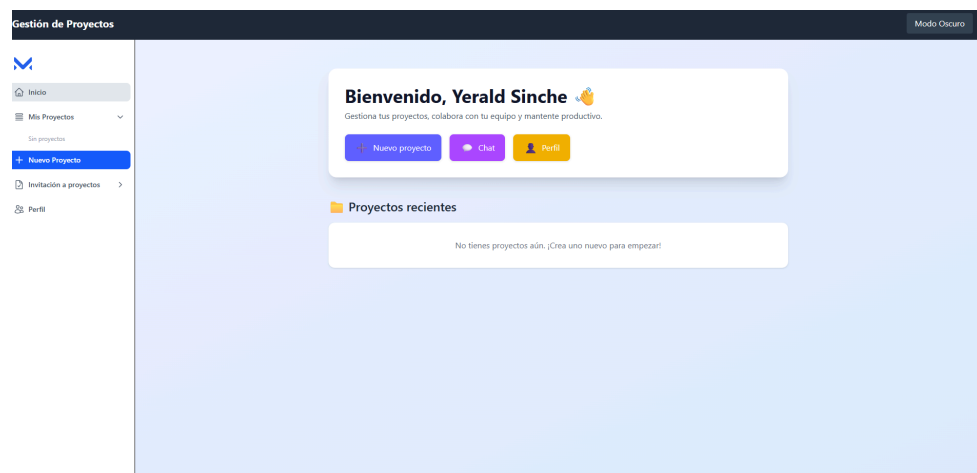 Gestión de Proyectos
Modo Oscuro
Inicio
Mis Proyectos
Sin proyectos
+ Nuevo Proyecto
Invitación a proyectos
Perfil
Bienvenido, Yerald Sinche 👋
Gestiona tus proyectos, colabora con tu equipo y mantente productivo.
➕ Nuevo proyecto
💬 Chat
👤 Perfil
📁 Proyectos recientes
No tienes proyectos aún. ¡Crea uno nuevo para empezar!